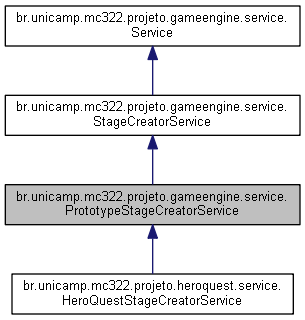 br.unicamp.mc322.projeto.gameengine.service.
Service
br.unicamp.mc322.projeto.gameengine.service.
StageCreatorService
br.unicamp.mc322.projeto.gameengine.service.
PrototypeStageCreatorService
br.unicamp.mc322.projeto.heroquest.service.
HeroQuestStageCreatorService